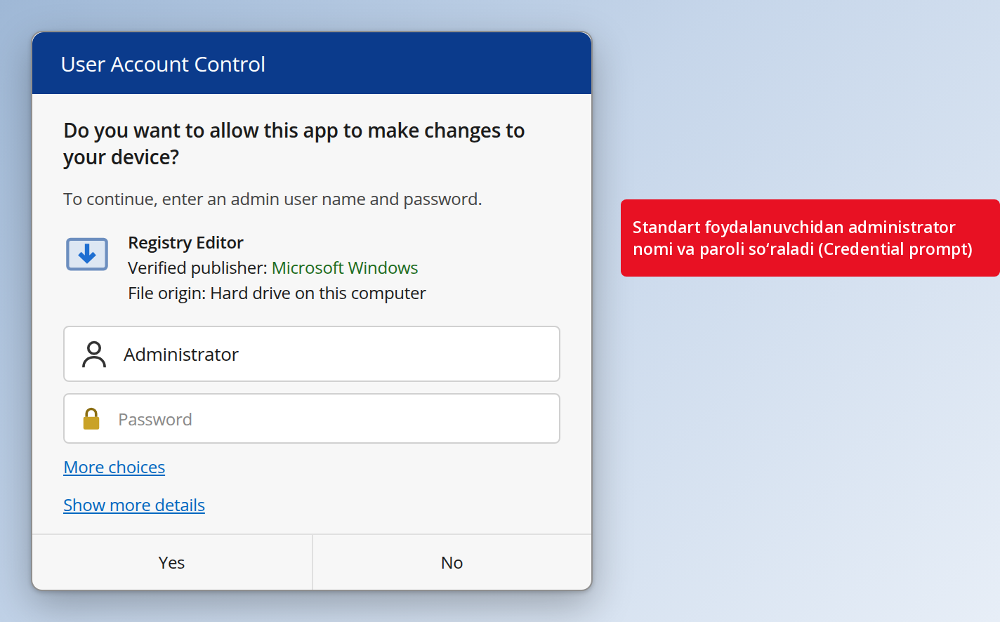 User Account Control
Do you want to allow this app to make changes to
your device?
To continue, enter an admin user name and password.
Registry Editor
Verified publisher: Microsoft Windows
File origin: Hard drive on this computer
Administrator
Password
More choices
Show more details
Yes
No
Standart foydalanuvchidan administrator
nomi va paroli so‘raladi (Credential prompt)